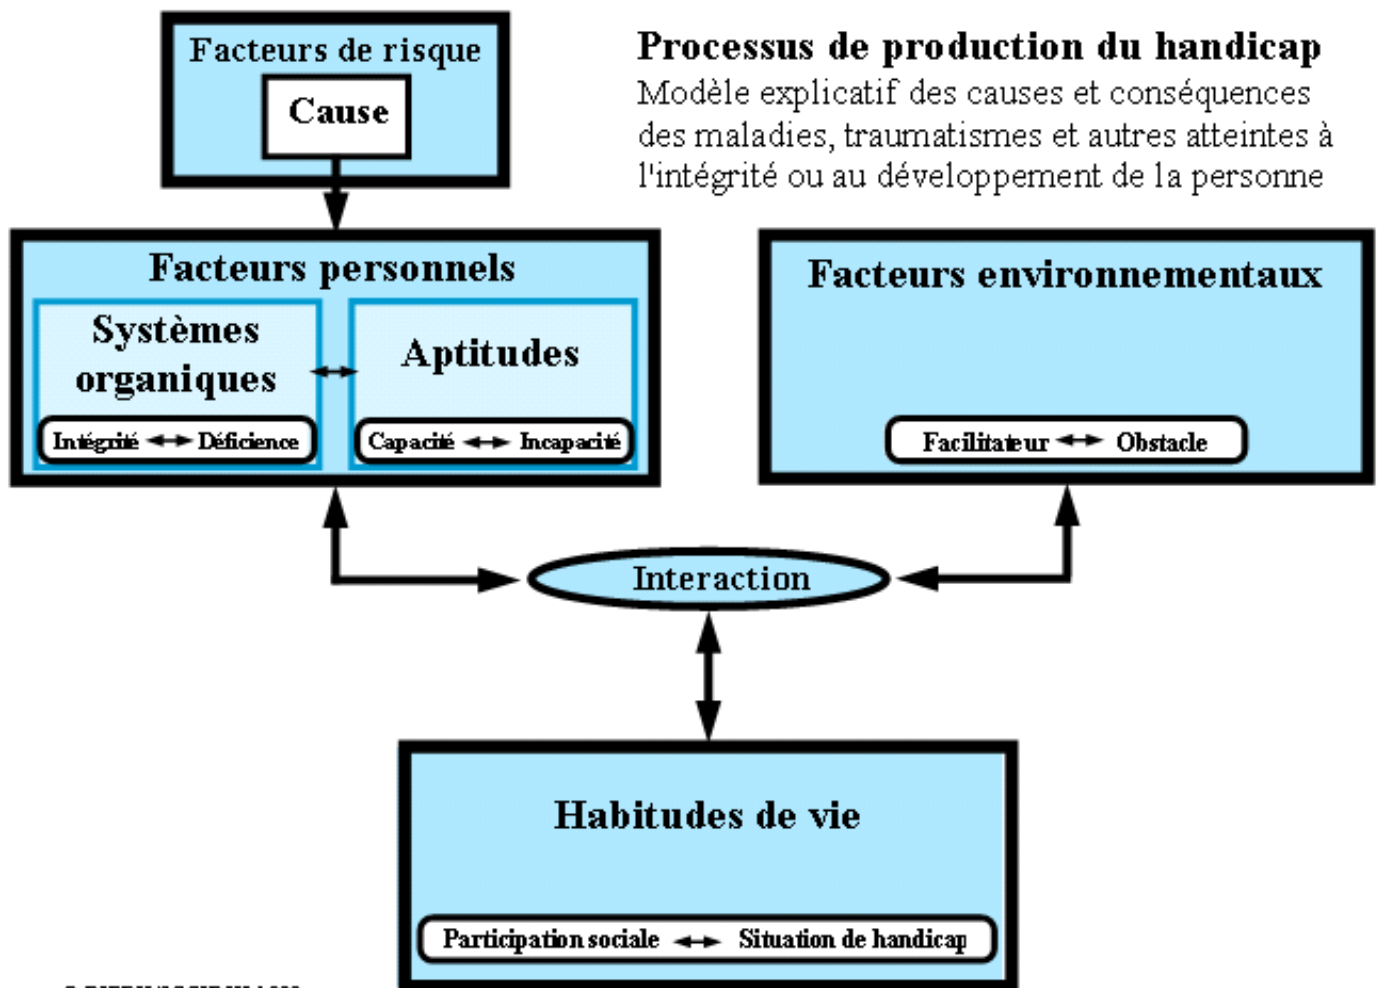 Facteurs de risque
Cause
Processus de production du handicap
Modèle explicatif des causes et conséquences
des maladies, traumatismes et autres atteintes à
l'intégrité ou au développement de la personne
Facteurs personnels
Systèmes
organiques
Intégrité Déficience
Aptitudes
Capacité Incapacité
Facteurs environnementaux
Facilitateur Obstacle
Interaction
Habitudes de vie
Participation sociale Situation de handicap